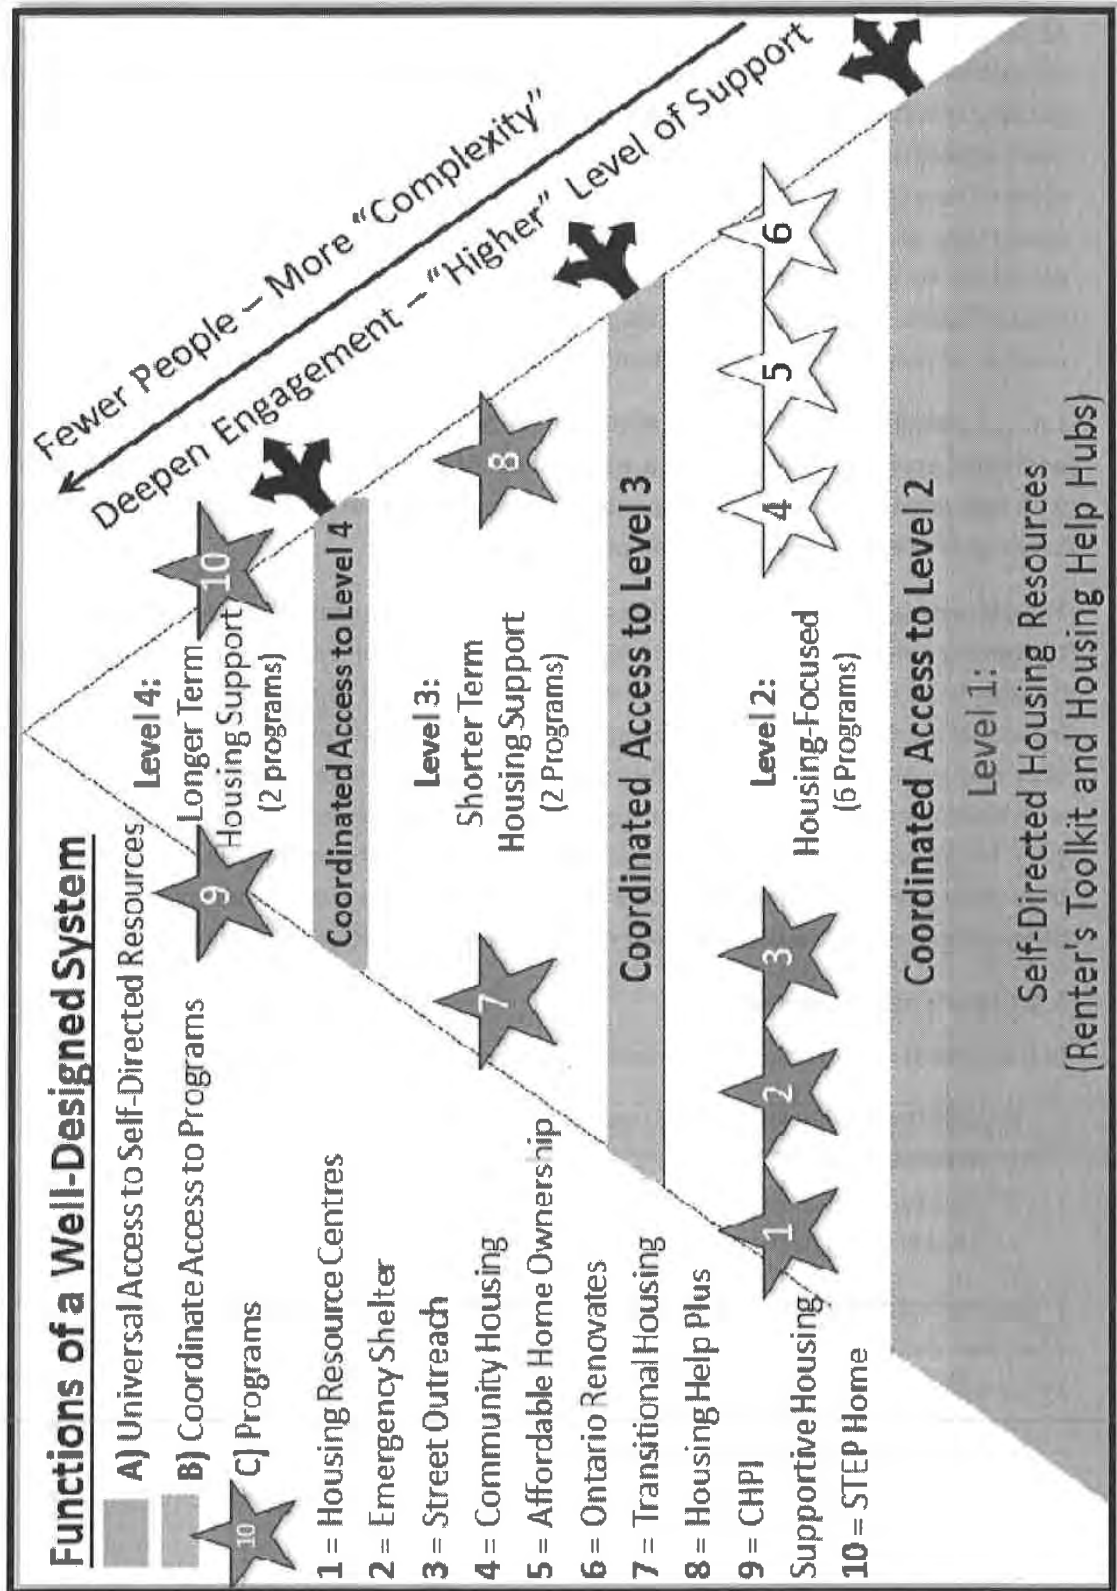 Functions of a Well-Designed System
A) Universal Access to Self-Directed Resources
B) Coordinate Access to Programs
10
C) Programs
1 = Housing Resource Centres
2 = Emergency Shelter
3 = Street Outreach
4 = Community Housing
5 = Affordable Home Ownership
6 = Ontario Renovates
7 = Transitional Housing
8 = Housing Help Plus
9 = CHPI
Supportive Housing
10 = STEP Home
Fewer People – More “Complexity”
Deepen Engagement – “Higher” Level of Support
Level 4:
Longer Term
Housing Support
(2 programs)
9
10
Coordinated Access to Level 4
Level 3:
Shorter Term
Housing Support
(2 Programs)
7
8
Coordinated Access to Level 3
Level 2:
Housing-Focused
(6 Programs)
1
2
3
4
5
6
Coordinated Access to Level 2
Level 1:
Self-Directed Housing Resources
(Renter's Toolkit and Housing Help Hubs)